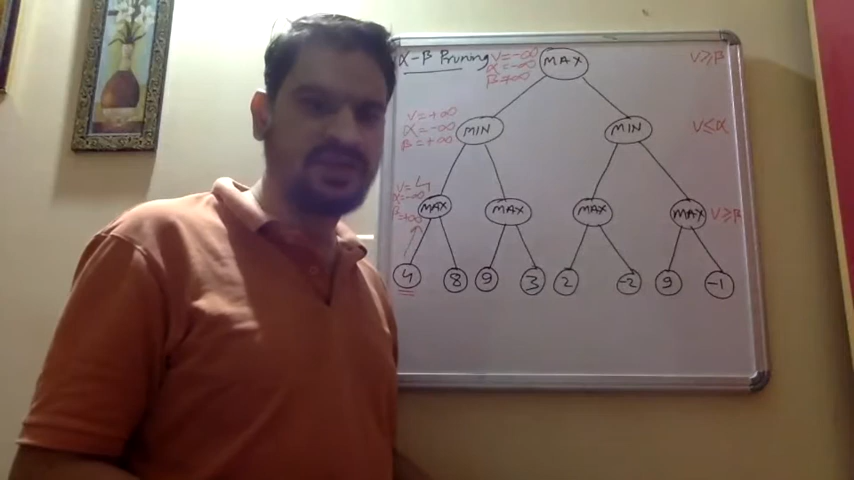 α-β Pruning
V=-∞
α=-∞
β=+∞
MAX
V≥β
V=+∞
α=-∞
β=+∞
MIN
MIN
V≤α
V=4
α=-∞
β=+∞
MAX
MAX
MAX
MAX
V≥β
4
8
9
3
2
-2
9
-1